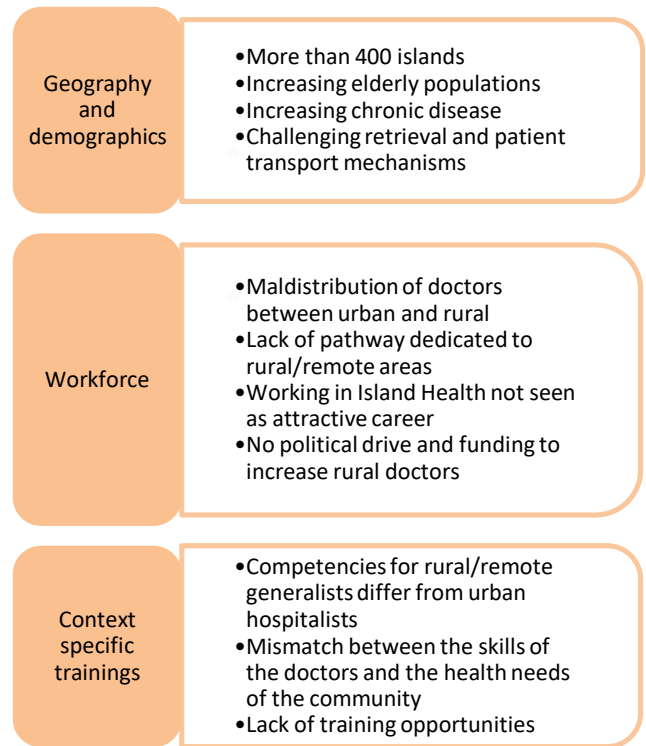 Geography
and
demographics
•More than 400 islands
•Increasing elderly populations
•Increasing chronic disease
•Challenging retrieval and patient
transport mechanisms
Workforce
•Maldistribution of doctors
between urban and rural
•Lack of pathway dedicated to
rural/remote areas
•Working in Island Health not seen
as attractive career
•No political drive and funding to
increase rural doctors
Context
specific
trainings
•Competencies for rural/remote
generalists differ from urban
hospitalists
•Mismatch between the skills of
the doctors and the health needs
of the community
•Lack of training opportunities